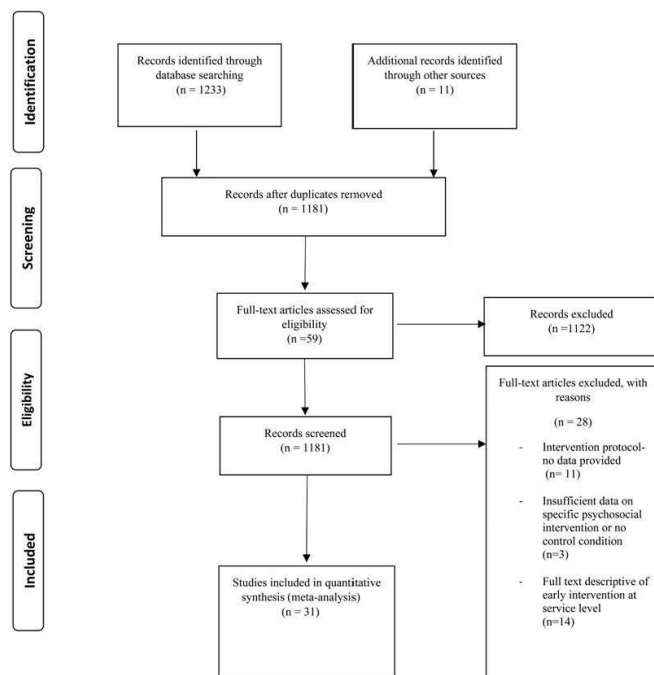 Identification
Records identified through
database searching
(n = 1233)
Additional records identified
through other sources
(n = 11)
Screening
Records after duplicates removed
(n = 1181)
Full-text articles assessed for
eligibility
(n =59)
Records excluded
(n =1122)
Eligibility
Records screened
(n = 1181)
Full-text articles excluded, with
reasons
(n = 28)
- Intervention protocol-
no data provided
(n= 11)
- Insufficient data on
specific psychosocial
intervention or no
control condition
(n=3)
- Full text descriptive of
early intervention at
service level
(n=14)
Included
Studies included in quantitative
synthesis (meta-analysis)
(n = 31)